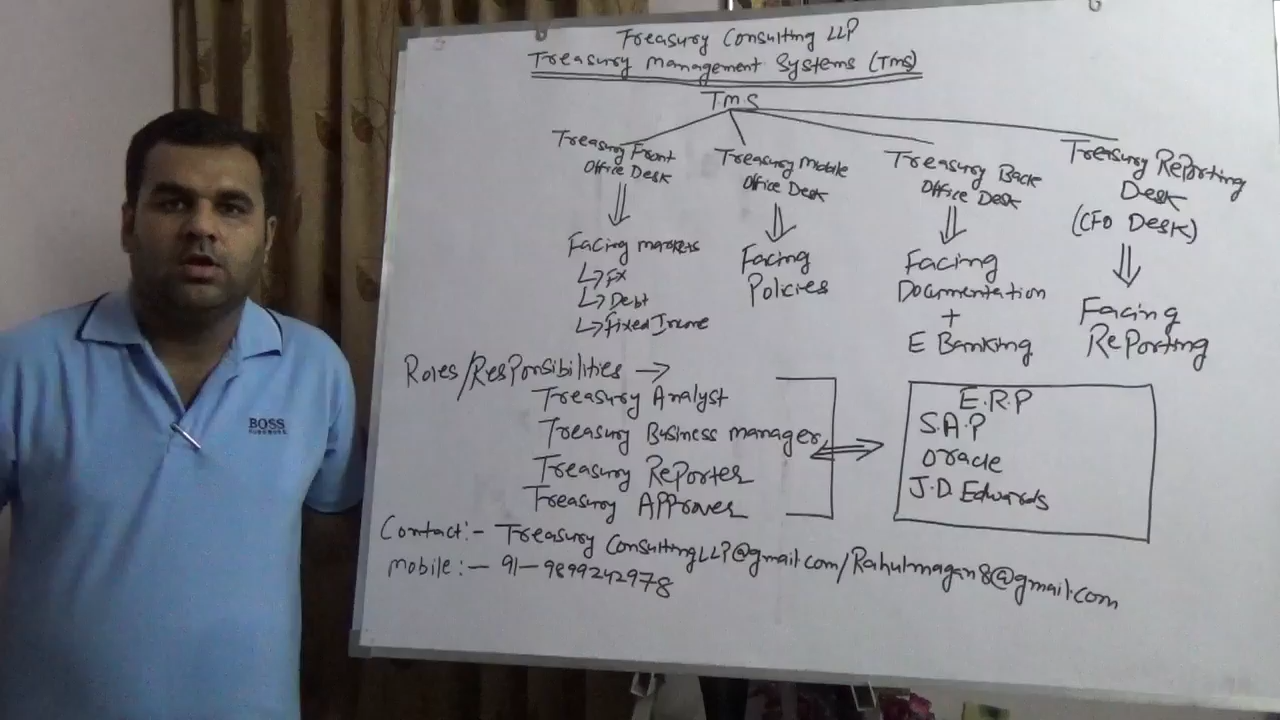 Treasury Consulting LLP
Treasury Management Systems (TMS)
T.M.S
Treasury Front
Office Desk
Facing markets
FX
Debt
Fixed Income
Treasury Middle
Office Desk
Facing
Policies
Treasury Back
Office Desk
Facing
Documentation
+
E Banking
Treasury Reporting
Desk
(CFO Desk)
Facing
Reporting
Roles/Responsibilities →
Treasury Analyst
Treasury Business manager
Treasury Reporter
Treasury Approver
E.R.P
S.A.P
Oracle
J.D. Edwards
Contact:- Treasury ConsultingLLP@gmail.com/Rahulmagan8@gmail.com
mobile:- 91-9899242978
BOSS